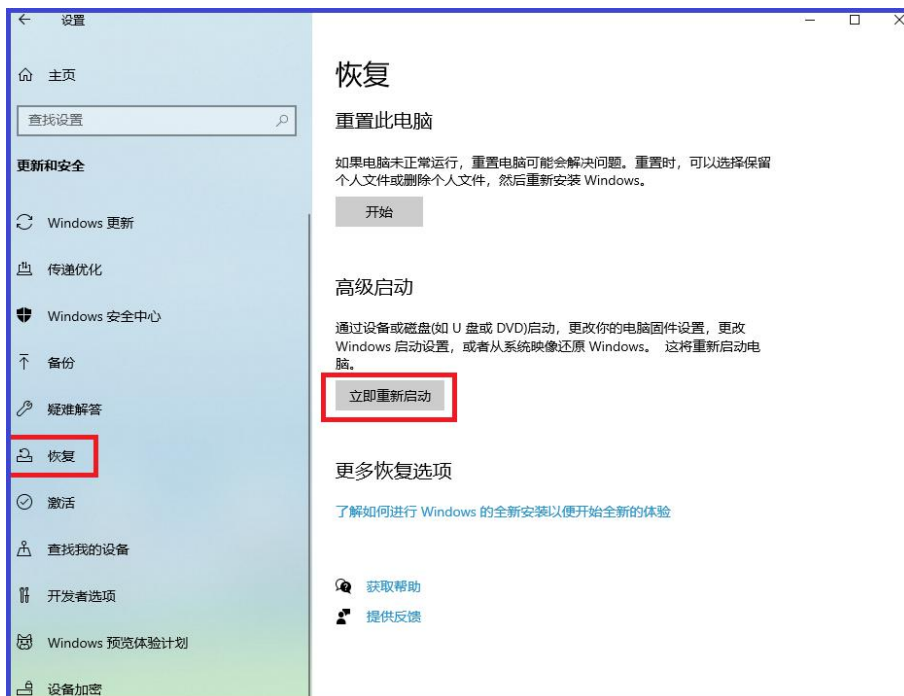 设置
主页
查找设置
更新和安全
Windows 更新
传递优化
Windows 安全中心
备份
疑难解答
恢复
激活
查找我的设备
开发者选项
Windows 预览体验计划
设备加密
恢复
重置此电脑
如果电脑未正常运行，重置电脑可能会解决问题。重置时，可以选择保留
个人文件或删除个人文件，然后重新安装 Windows。
开始
高级启动
通过设备或磁盘(如 U 盘或 DVD)启动，更改你的电脑固件设置，更改
Windows 启动设置，或者从系统映像还原 Windows。 这将重新启动电
脑。
立即重新启动
更多恢复选项
了解如何进行 Windows 的全新安装以便开始全新的体验
获取帮助
提供反馈